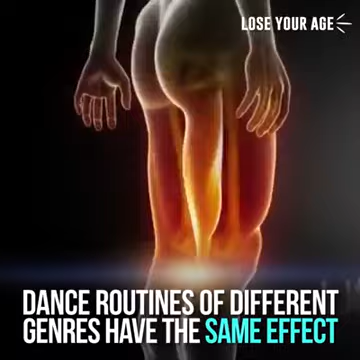 LOSE YOUR AGE
DANCE ROUTINES OF DIFFERENT
GENRES HAVE THE SAME EFFECT